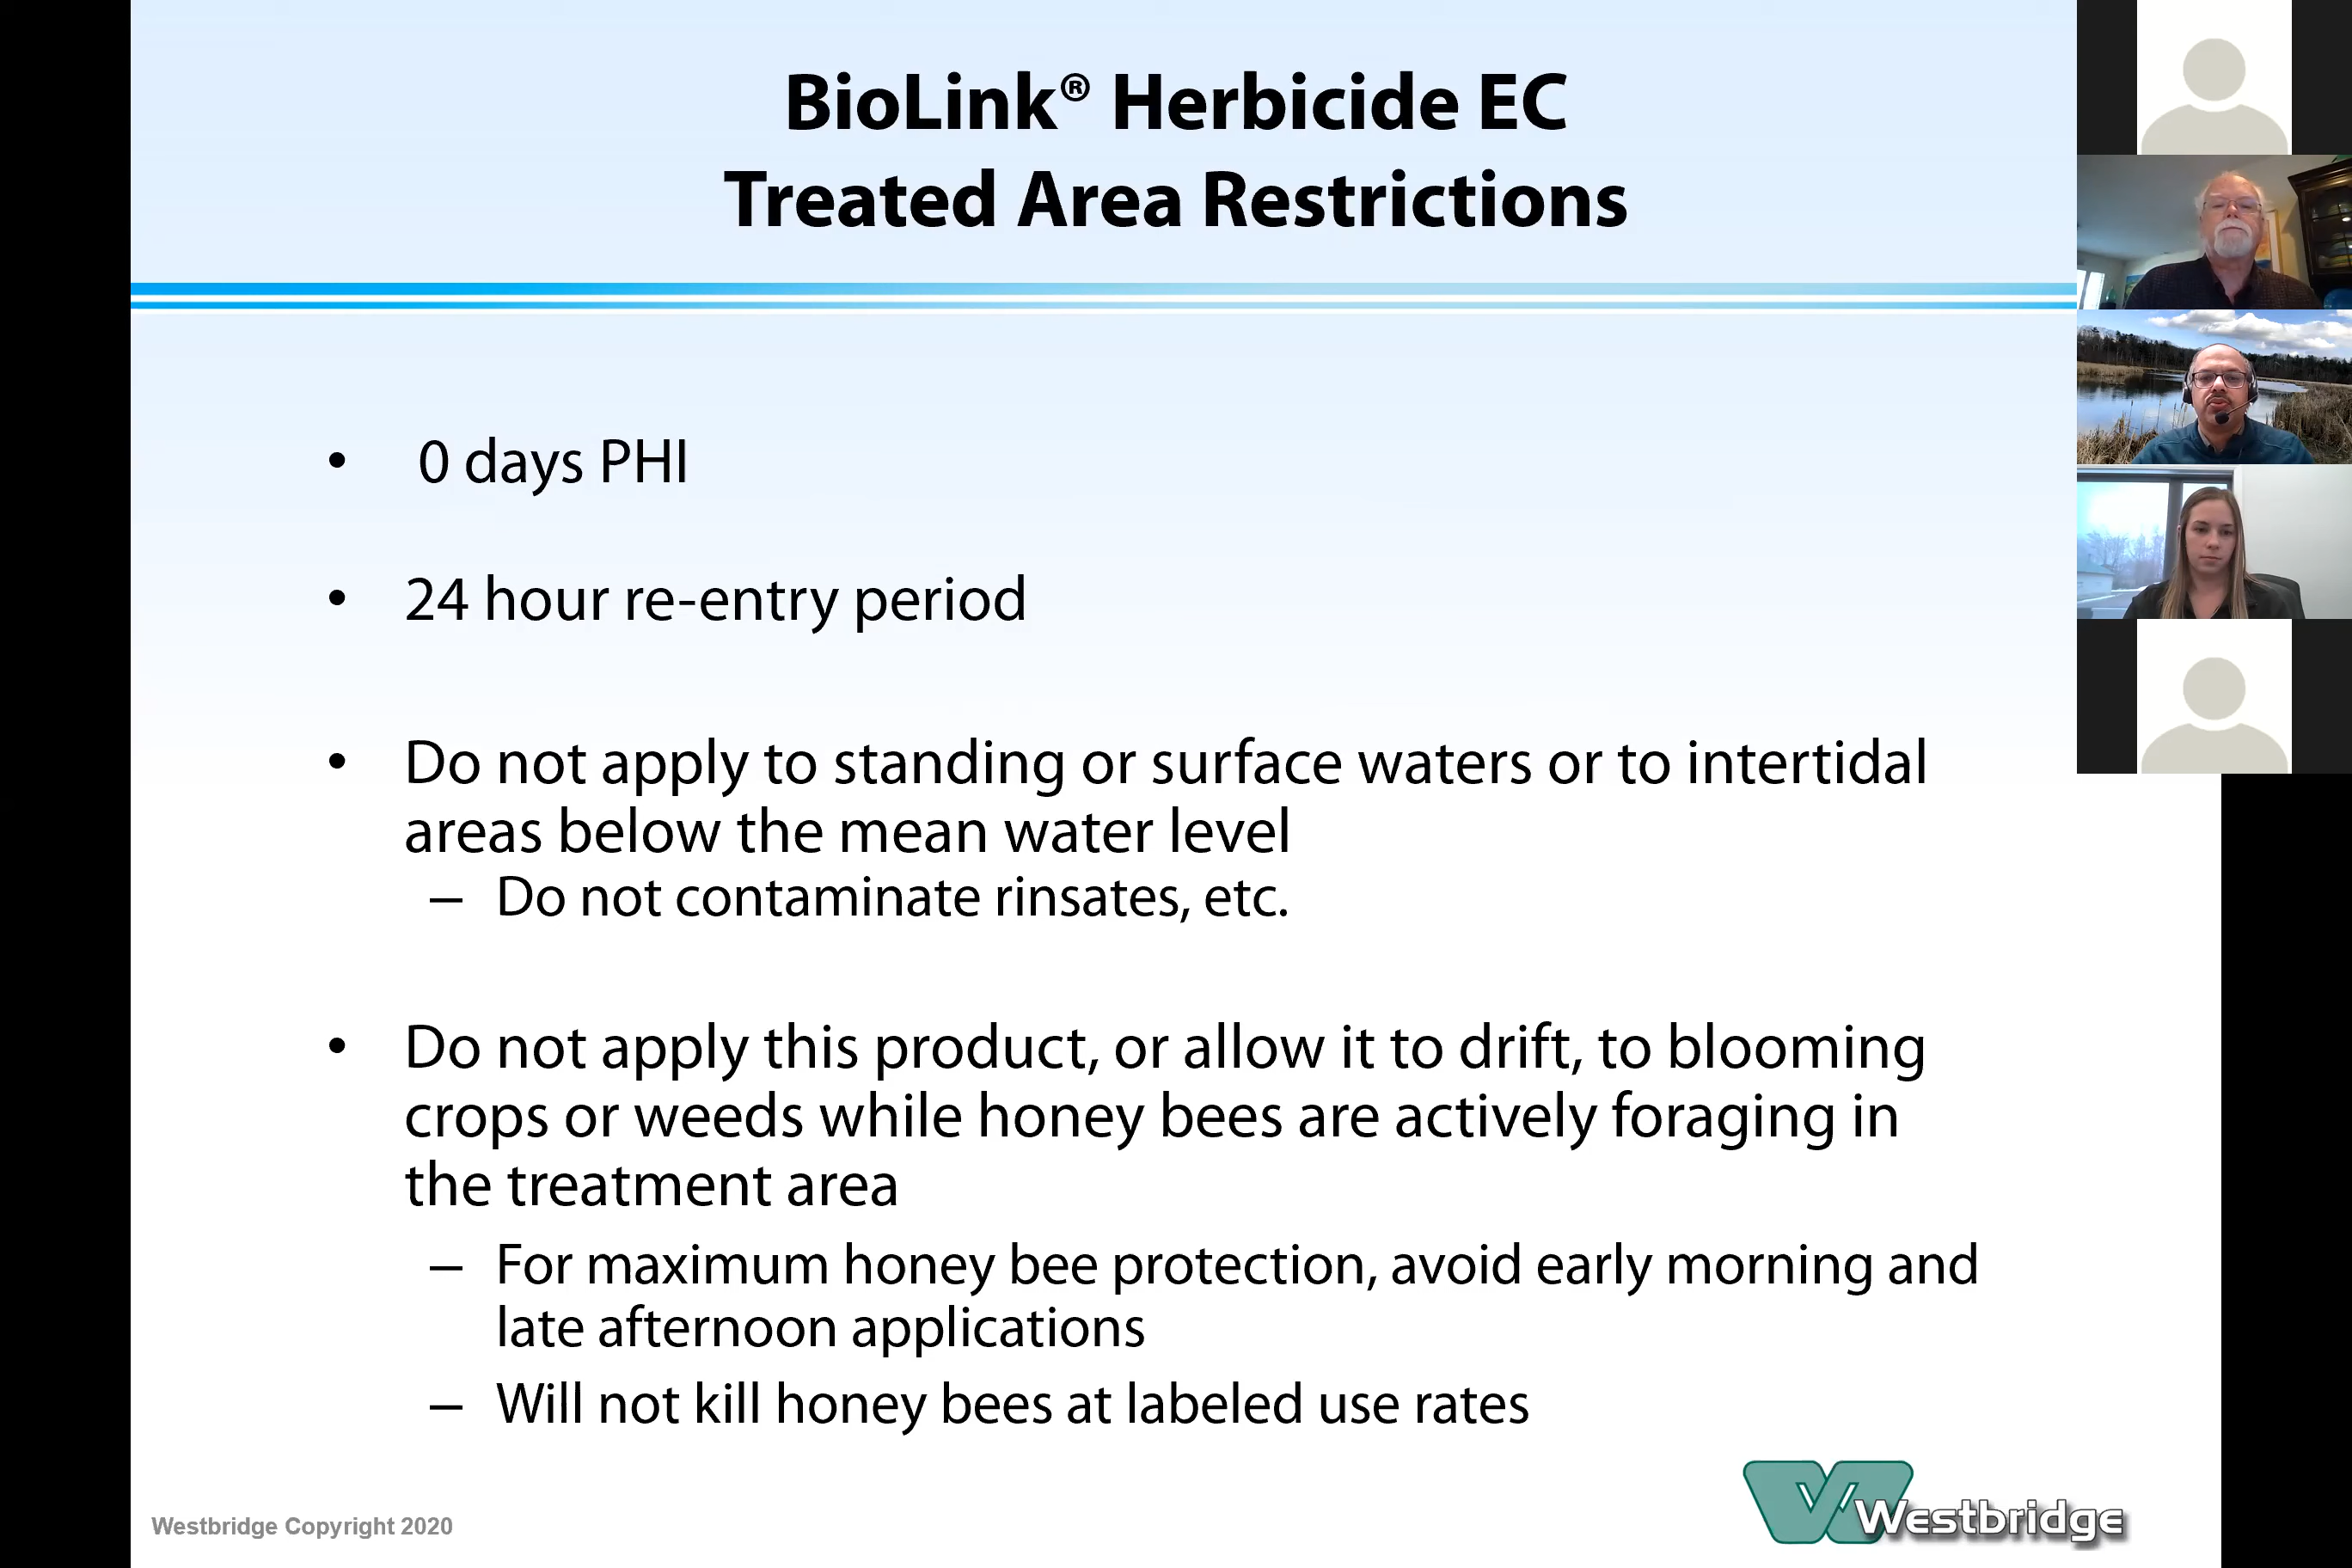 BioLink® Herbicide EC
Treated Area Restrictions
• 0 days PHI
• 24 hour re-entry period
• Do not apply to standing or surface waters or to intertidal
areas below the mean water level
– Do not contaminate rinsates, etc.
• Do not apply this product, or allow it to drift, to blooming
crops or weeds while honey bees are actively foraging in
the treatment area
– For maximum honey bee protection, avoid early morning and
late afternoon applications
– Will not kill honey bees at labeled use rates
Westbridge Copyright 2020
Westbridge